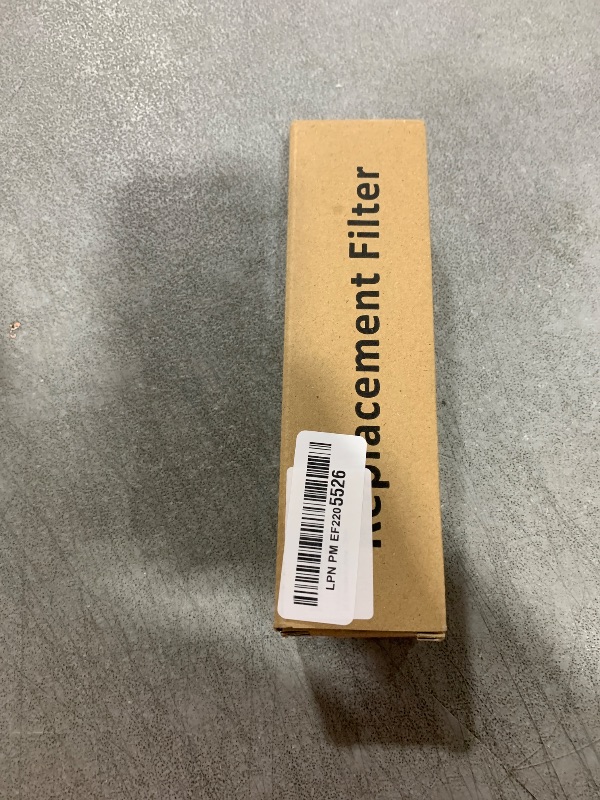 Replacement Filter
LPN PM EF2205526